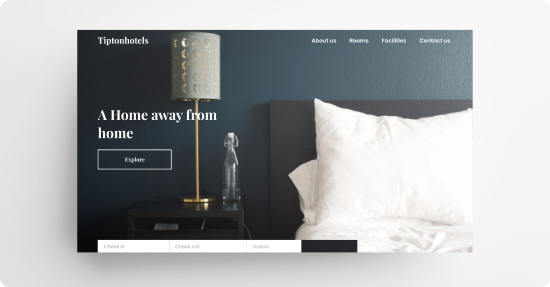 Tiptonhotels
About us Rooms Facilities Contact us
A Home away from
home
Explore
Check in Check out Guests